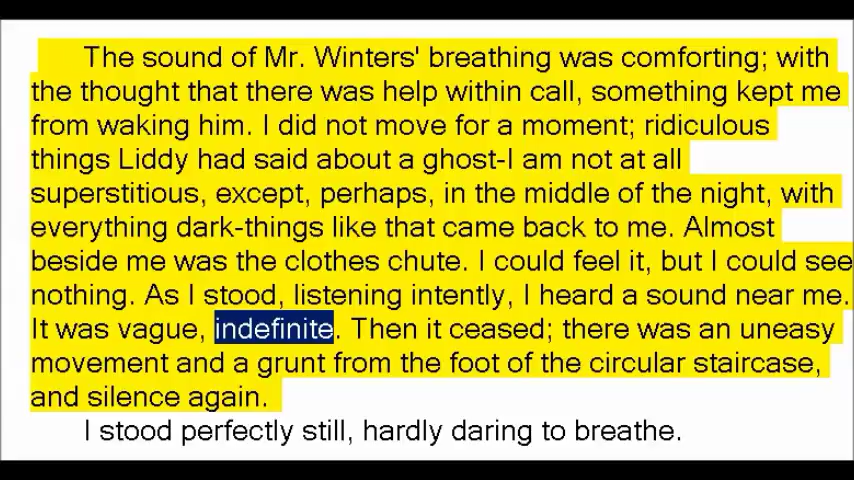 The sound of Mr. Winters' breathing was comforting; with
the thought that there was help within call, something kept me
from waking him. I did not move for a moment; ridiculous
things Liddy had said about a ghost-I am not at all
superstitious, except, perhaps, in the middle of the night, with
everything dark-things like that came back to me. Almost
beside me was the clothes chute. I could feel it, but I could see
nothing. As I stood, listening intently, I heard a sound near me.
It was vague, indefinite. Then it ceased; there was an uneasy
movement and a grunt from the foot of the circular staircase,
and silence again.
I stood perfectly still, hardly daring to breathe.